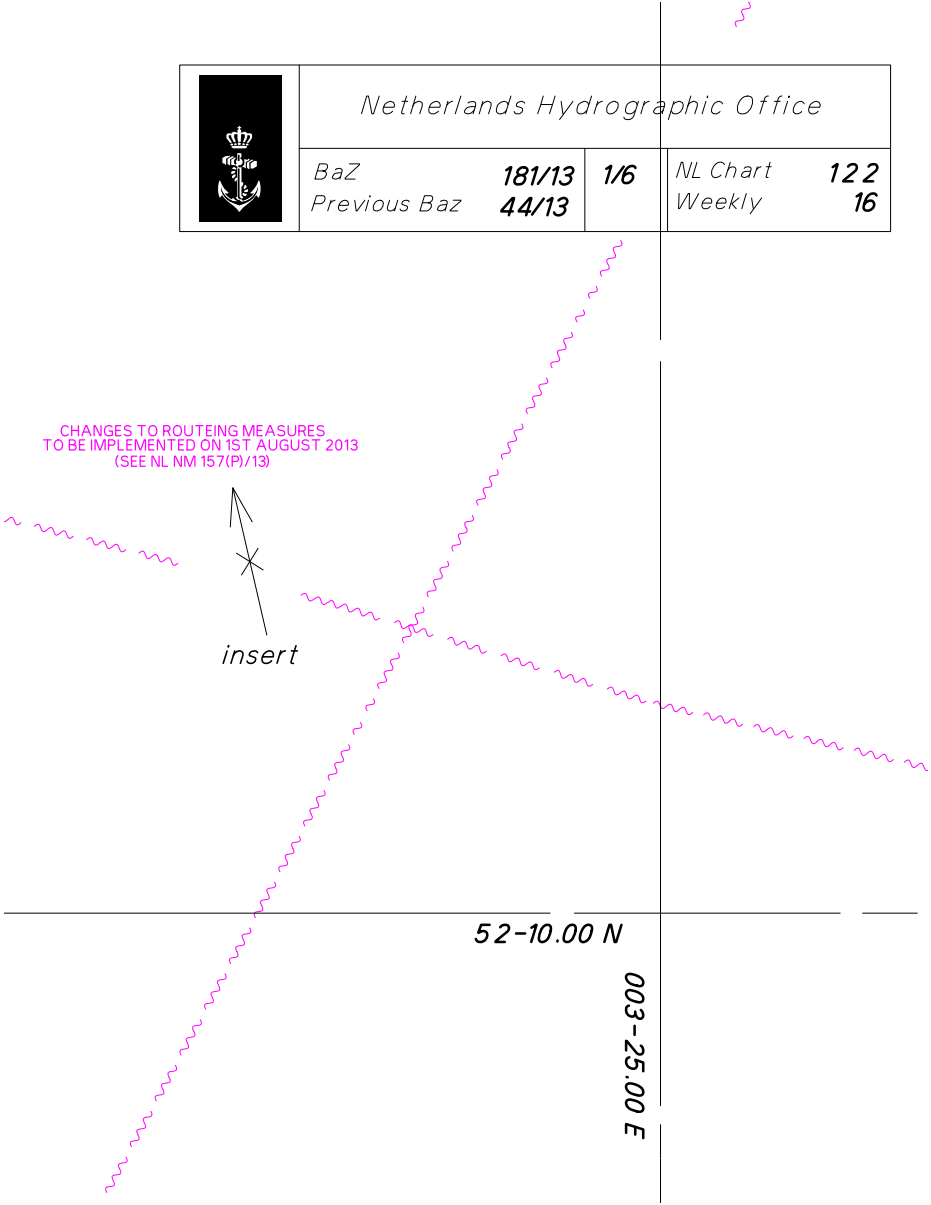 Netherlands Hydrographic Office
BaZ 181/13 1/6 NL Chart 122
Previous Baz 44/13 Weekly 16
CHANGES TO ROUTEING MEASURES
TO BE IMPLEMENTED ON 1ST AUGUST 2013
(SEE NL NM 157(P)/13)
insert
52-10.00 N
003-25.00 E